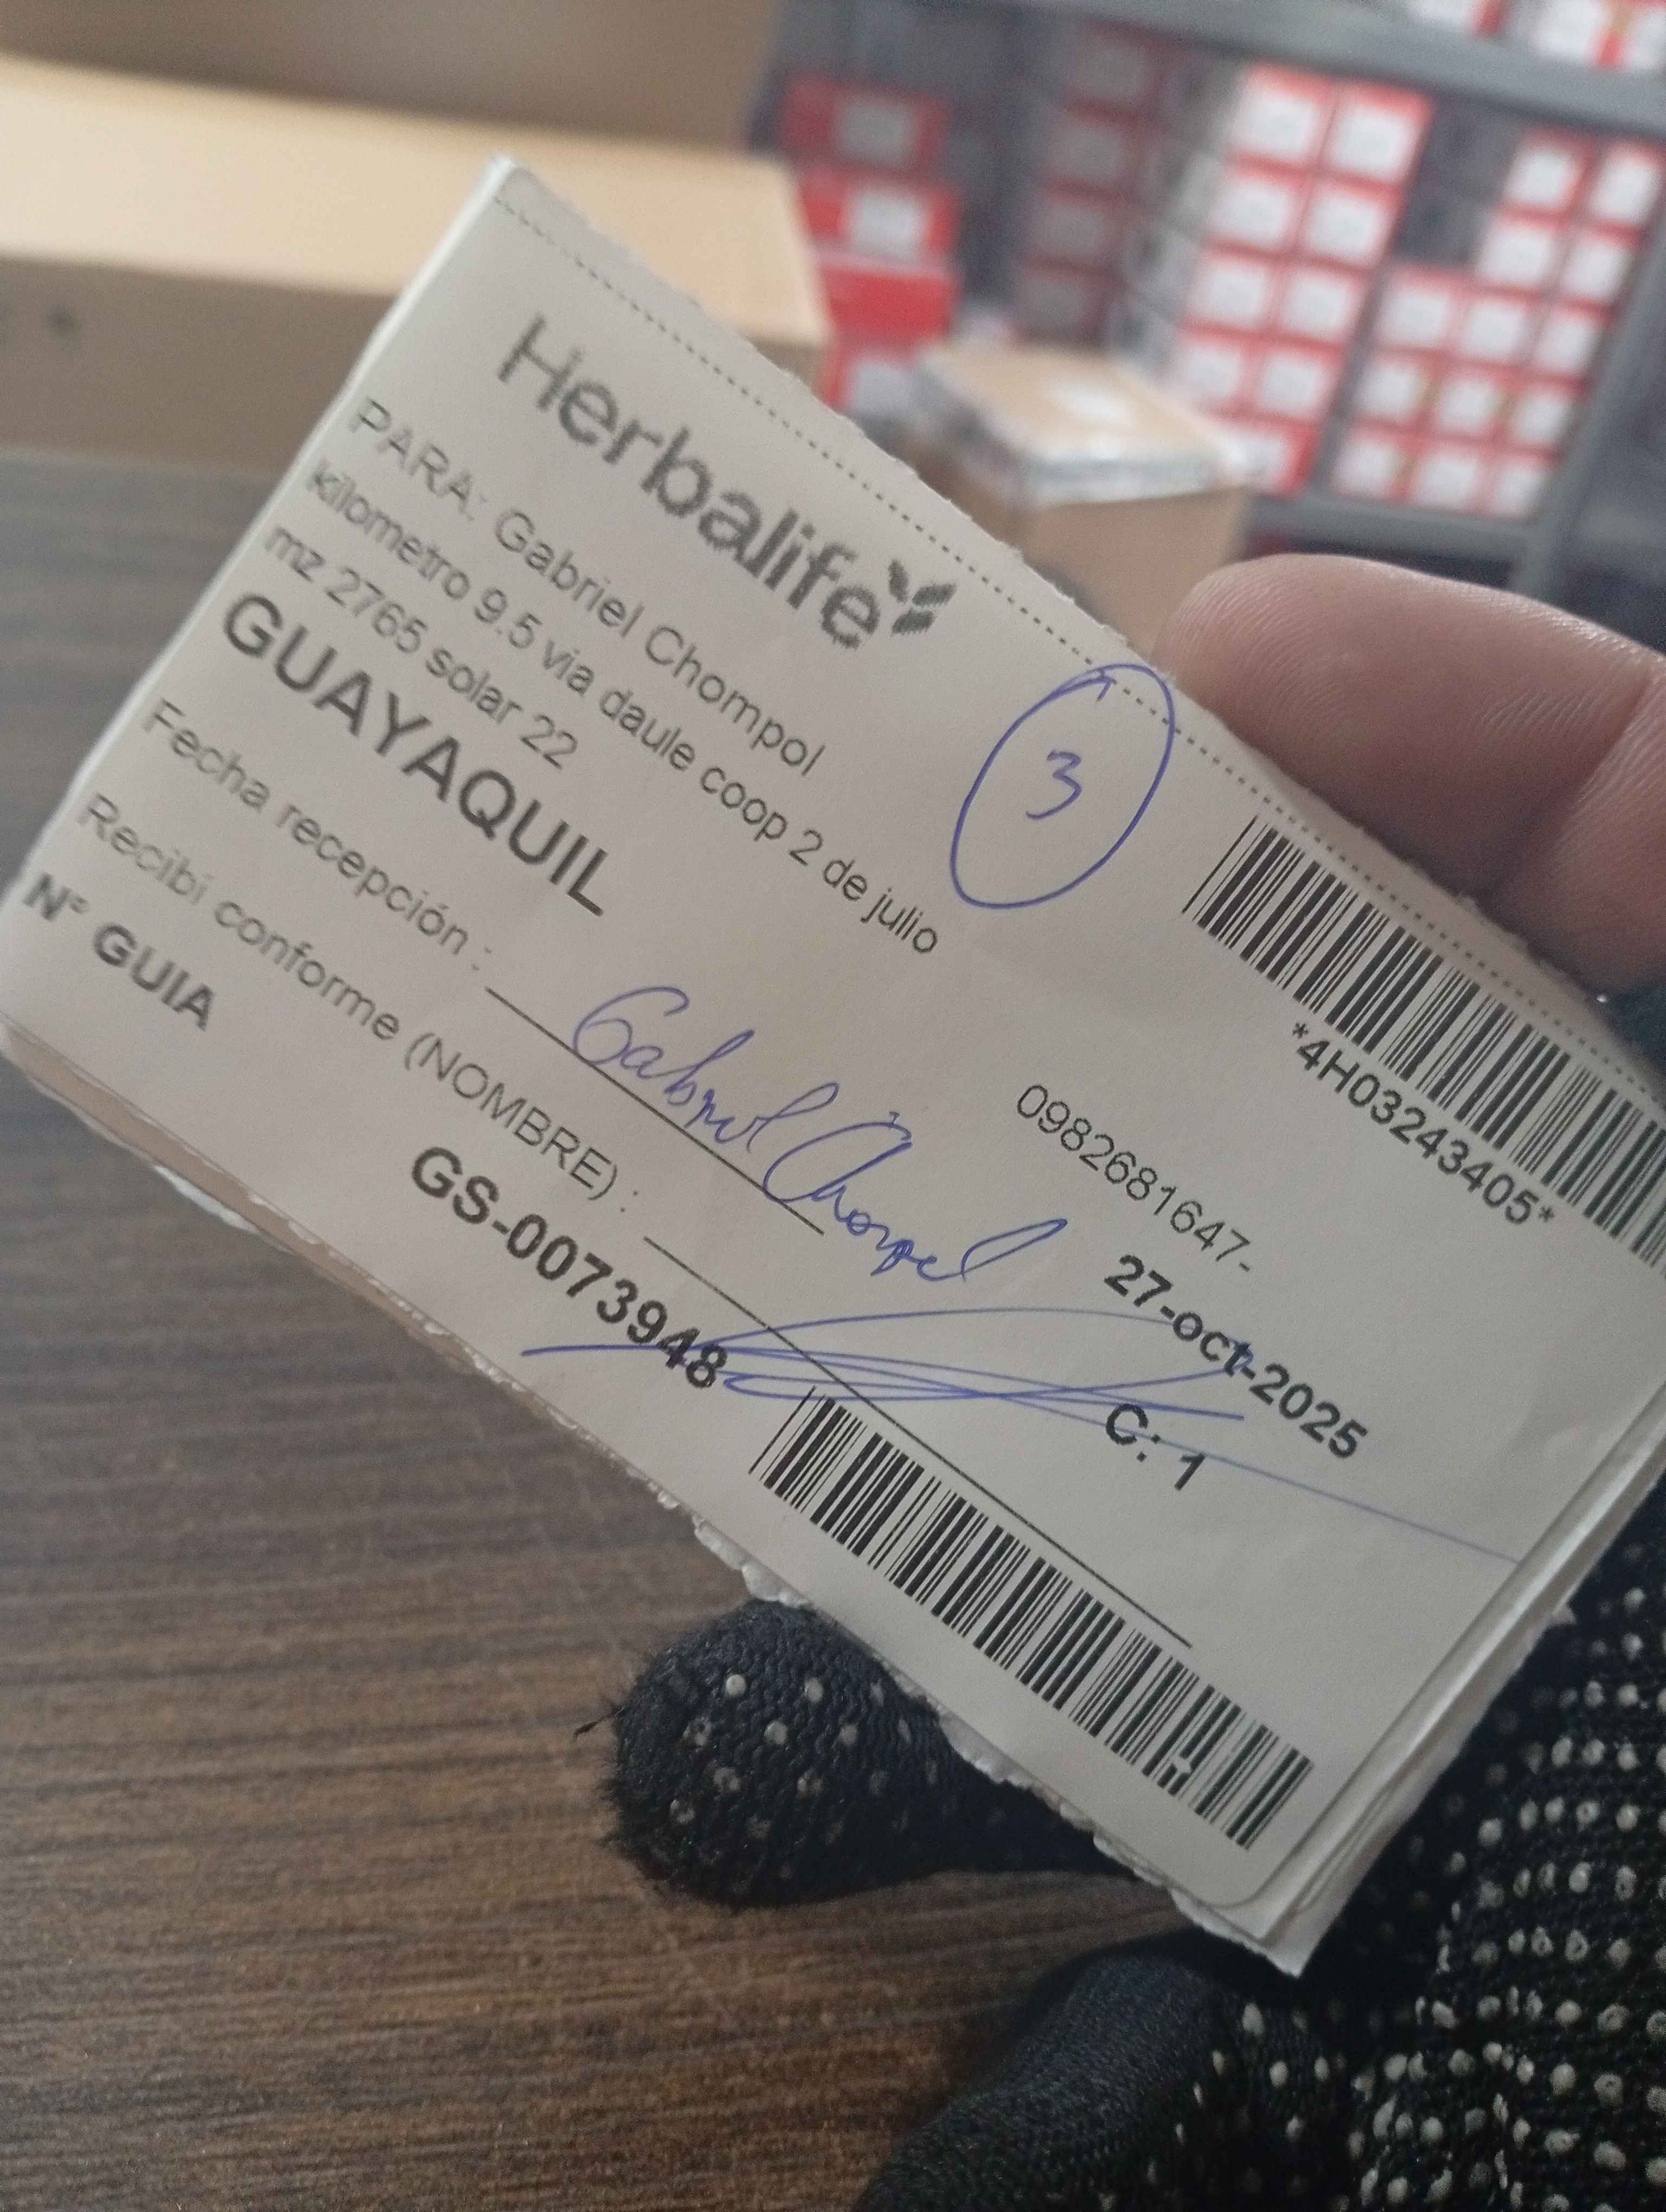 Herbalife
PARA: Gabriel Chompol
kilometro 9.5 via daule coop 2 de julio
mz 2765 solar 22
GUAYAQUIL
3
*4H03243405*
0982681647-
Fecha recepción : Gabriel Chompol
27-oct-2025
Recibí conforme (NOMBRE) :
C: 1
N° GUIA GS-0073948